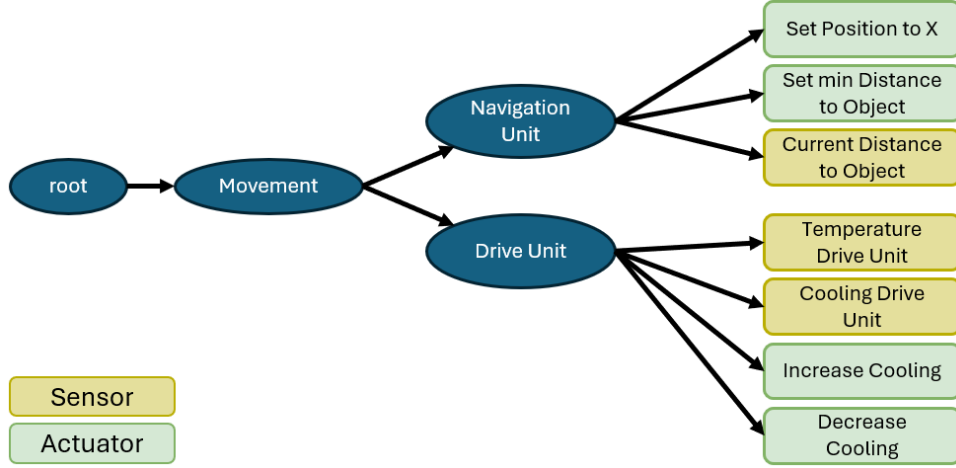 root
Movement
Navigation
Unit
Drive Unit
Set Position to X
Set min Distance
to Object
Current Distance
to Object
Temperature
Drive Unit
Cooling Drive
Unit
Increase Cooling
Decrease
Cooling
Sensor
Actuator